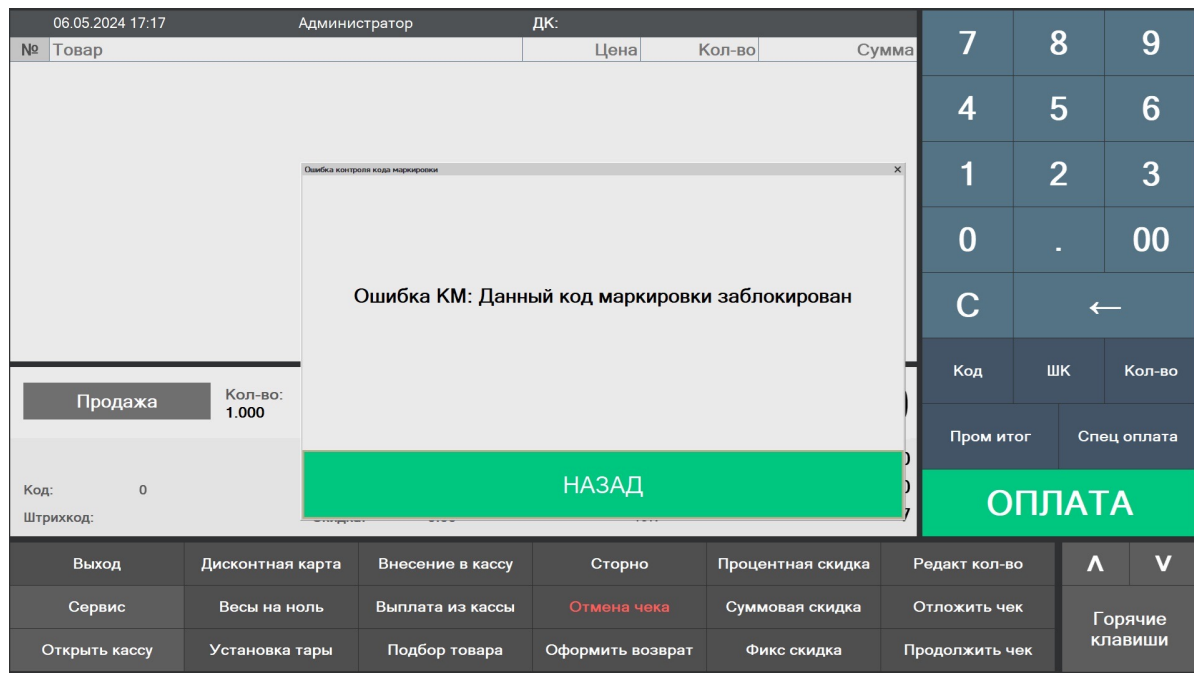 06.05.2024 17:17 Администратор ДК:
№ Товар Цена Кол-во Сумма
Ошибка контроля кода маркировки ×
Ошибка КМ: Данный код маркировки заблокирован
НАЗАД
Продажа
Кол-во:
1.000
Код: 0
Штрихкод:
7 8 9
4 5 6
1 2 3
0 . 00
C ←
Код ШК Кол-во
Пром итог Спец оплата
ОПЛАТА
Выход Дисконтная карта Внесение в кассу Сторно Процентная скидка Редакт кол-во
Сервис Весы на ноль Выплата из кассы Отмена чека Суммовая скидка Отложить чек
Открыть кассу Установка тары Подбор товара Оформить возврат Фикс скидка Продолжить чек
Горячие
клавиши